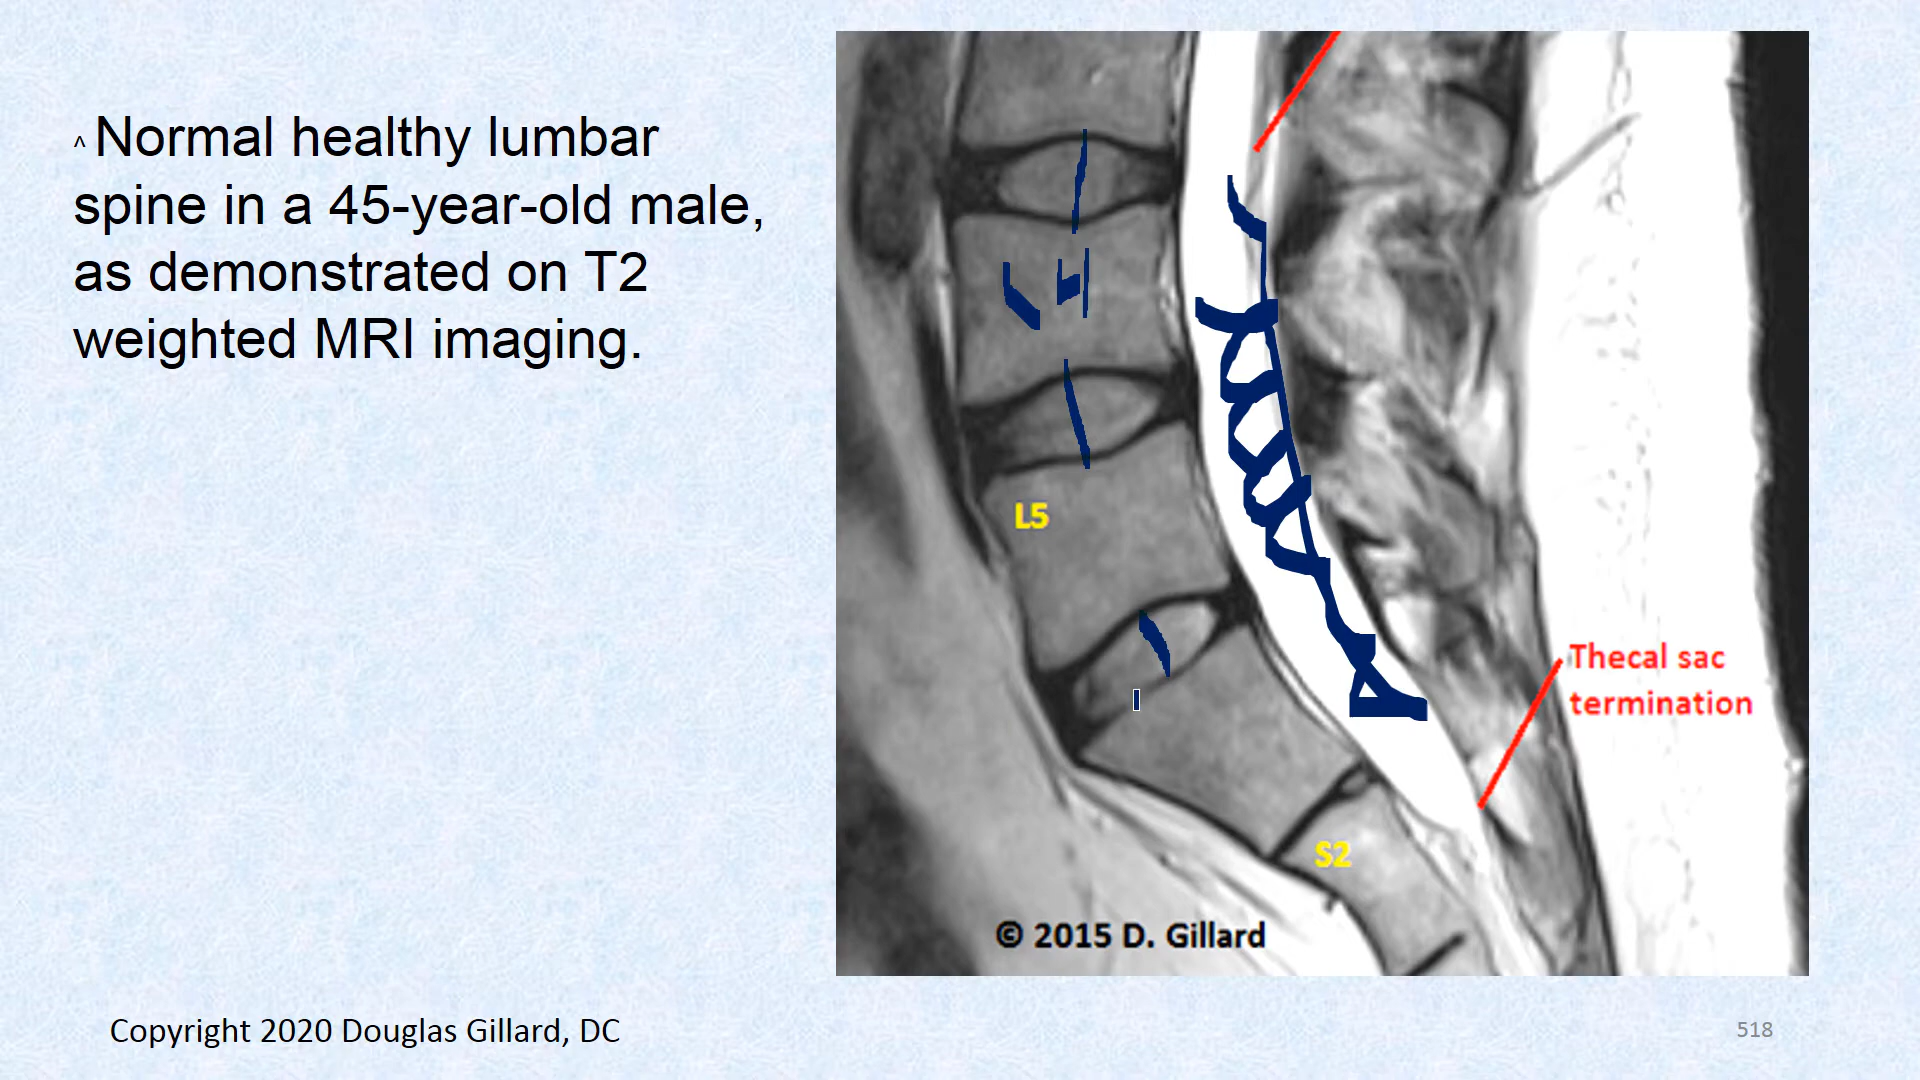 ^ Normal healthy lumbar
spine in a 45-year-old male,
as demonstrated on T2
weighted MRI imaging.
L5
Thecal sac
termination
S2
© 2015 D. Gillard
Copyright 2020 Douglas Gillard, DC
518